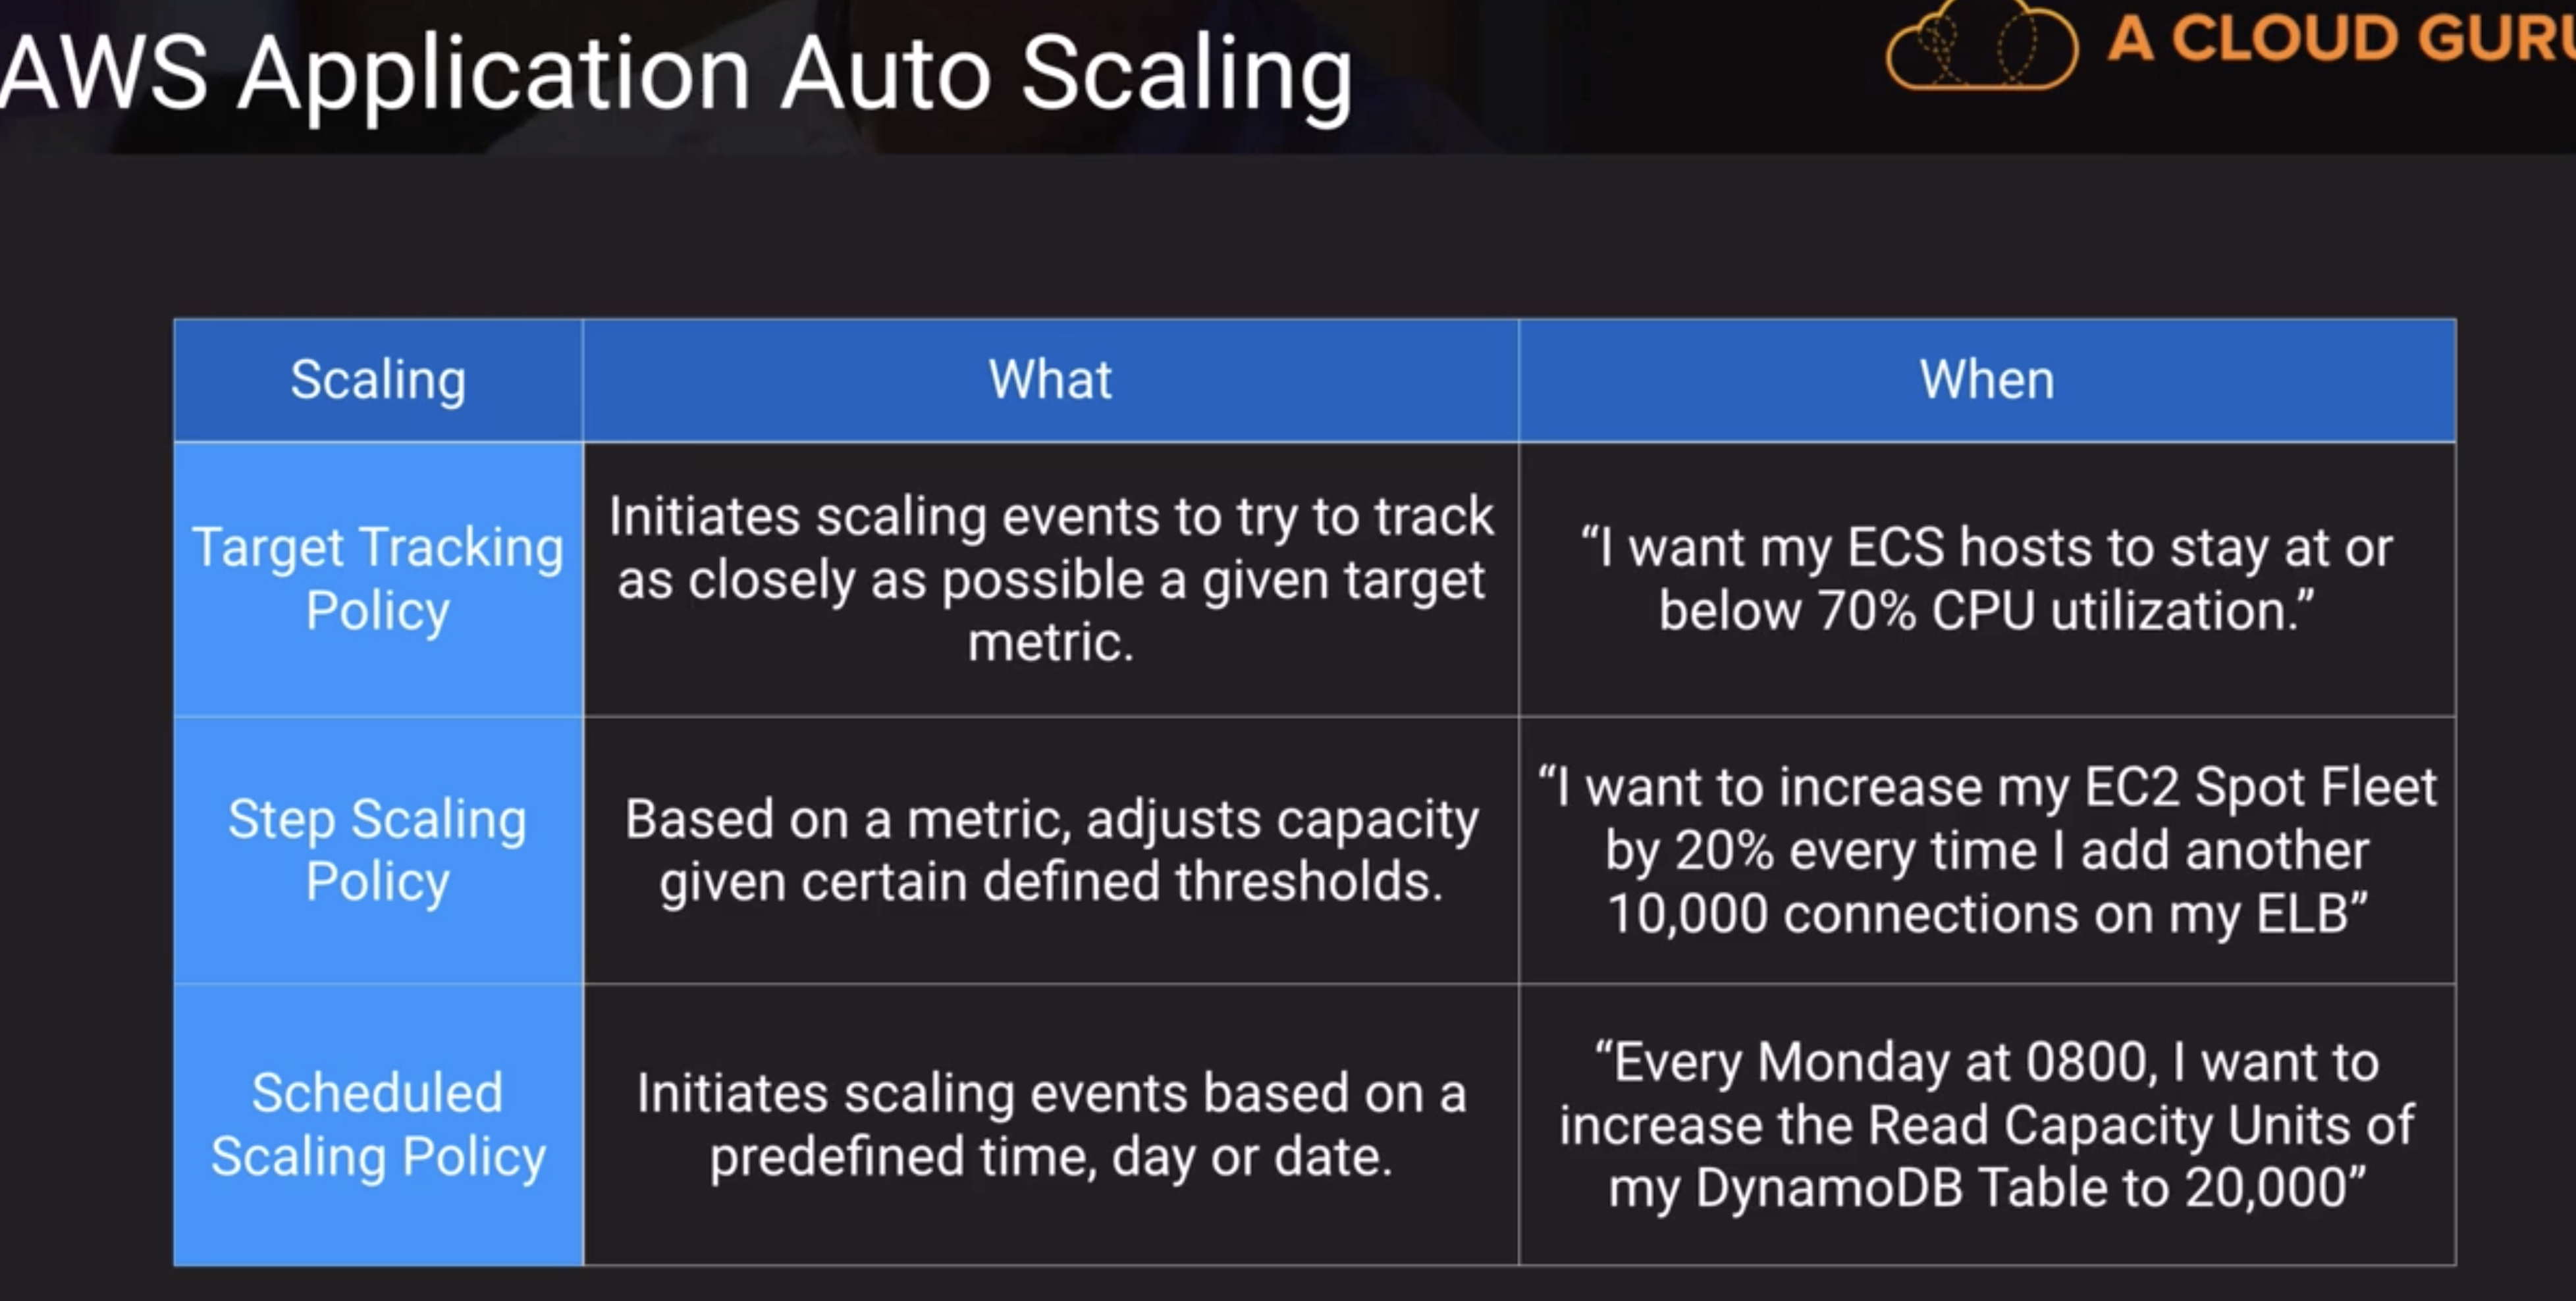 AWS Application Auto Scaling
A CLOUD GURU
Scaling
What
When
Target Tracking
Policy
Initiates scaling events to try to track
as closely as possible a given target
metric.
“I want my ECS hosts to stay at or
below 70% CPU utilization.”
Step Scaling
Policy
Based on a metric, adjusts capacity
given certain defined thresholds.
“I want to increase my EC2 Spot Fleet
by 20% every time I add another
10,000 connections on my ELB”
Scheduled
Scaling Policy
Initiates scaling events based on a
predefined time, day or date.
“Every Monday at 0800, I want to
increase the Read Capacity Units of
my DynamoDB Table to 20,000”